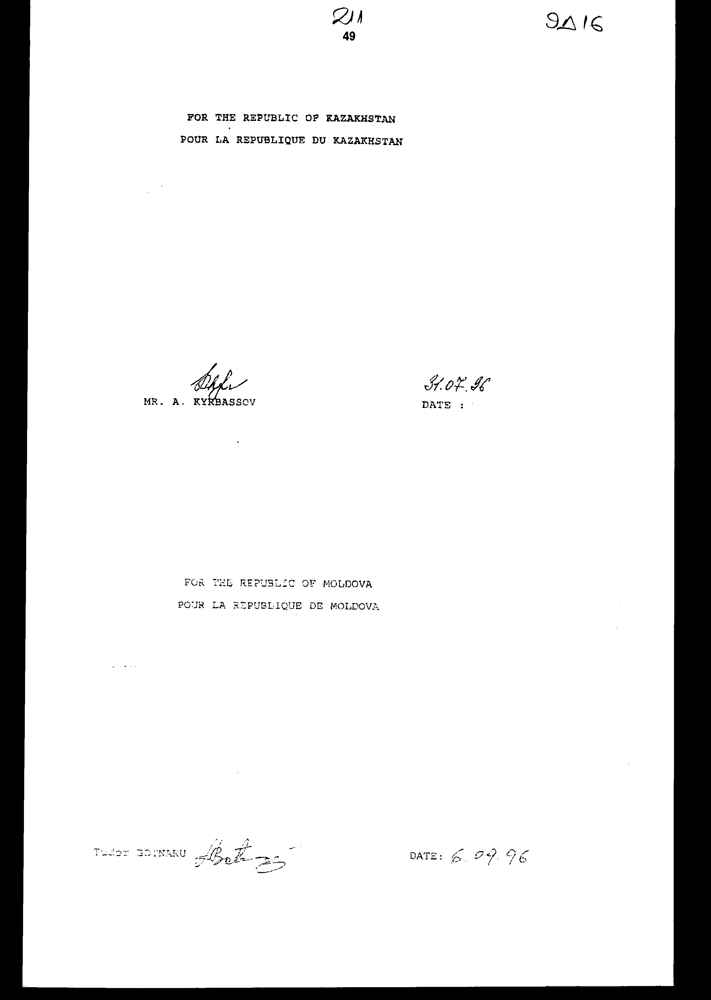 211
9Δ16
49
FOR THE REPUBLIC OF KAZAKHSTAN
POUR LA REPUBLIQUE DU KAZAKHSTAN
31.07.96
MR. A. KYRBASSOV
DATE :
FOR THE REPUBLIC OF MOLDOVA
POUR LA REPUBLIQUE DE MOLDOVA
Tudor BOTNARU
DATE: 6.09.96